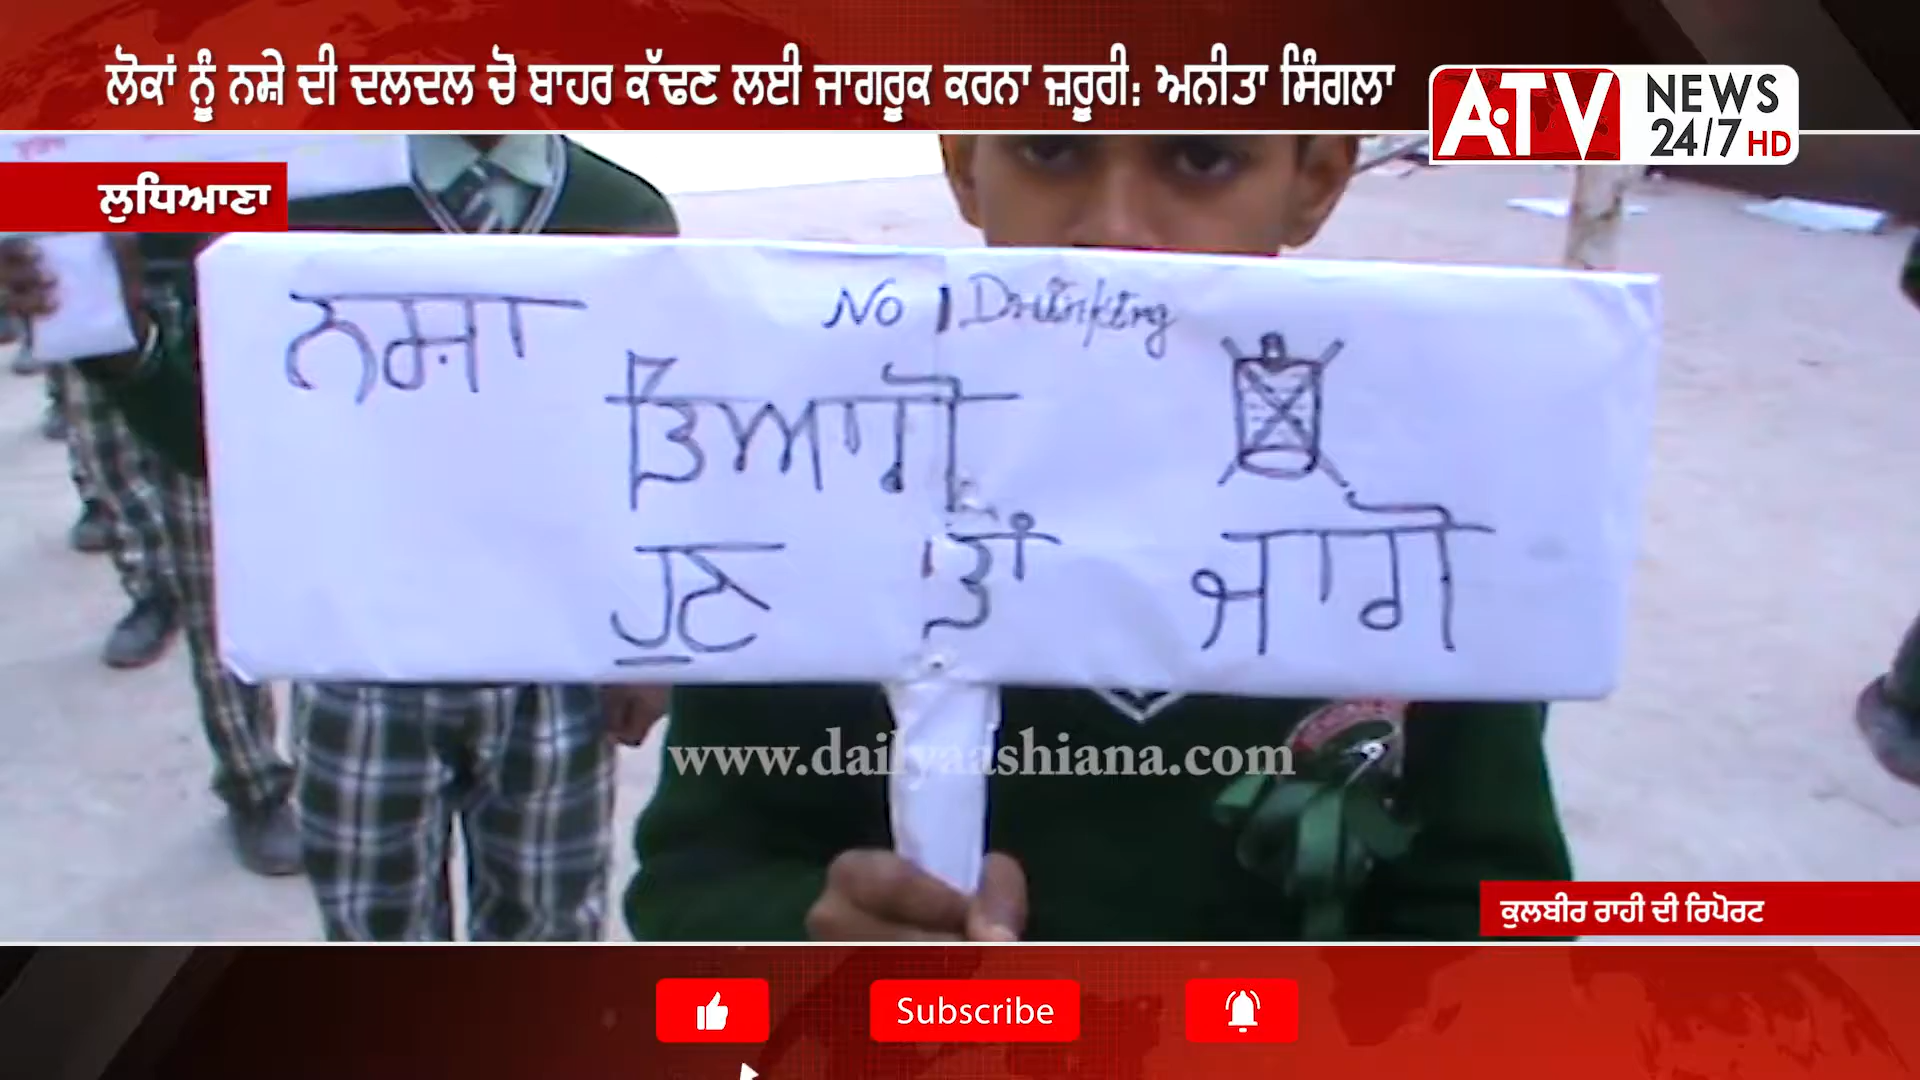 ਲੋਕਾਂ ਨੂੰ ਨਸ਼ੇ ਦੀ ਦਲਦਲ ਚੋਂ ਬਾਹਰ ਕੱਢਣ ਲਈ ਜਾਗਰੂਕ ਕਰਨਾ ਜ਼ਰੂਰੀ: ਅਨੀਤਾ ਸਿੰਗਲਾ
ATV NEWS 24/7 HD
ਲੁਧਿਆਣਾ
No Drinking
ਨਸ਼ਾ
ਤਿਆਗੋ
ਹੁਣ ਤਾਂ ਜਾਗੋ
www.dailyaashiana.com
ਕੁਲਬੀਰ ਰਾਹੀ ਦੀ ਰਿਪੋਰਟ
Subscribe